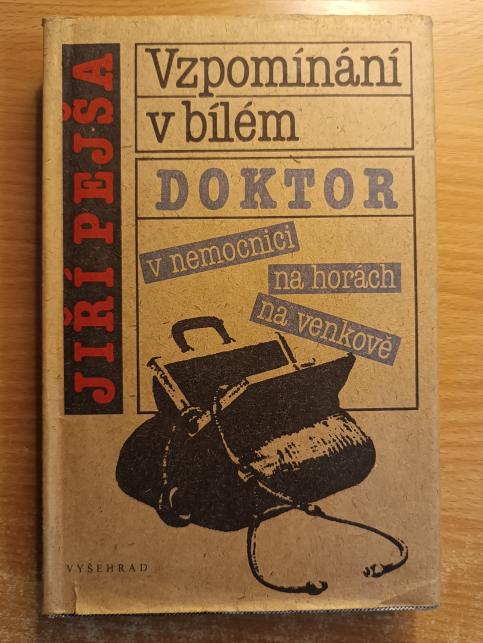 JIŘÍ PEJŠA
Vzpomínání
v bílém
DOKTOR
v nemocnici
na horách
na venkově
VYŠEHRAD